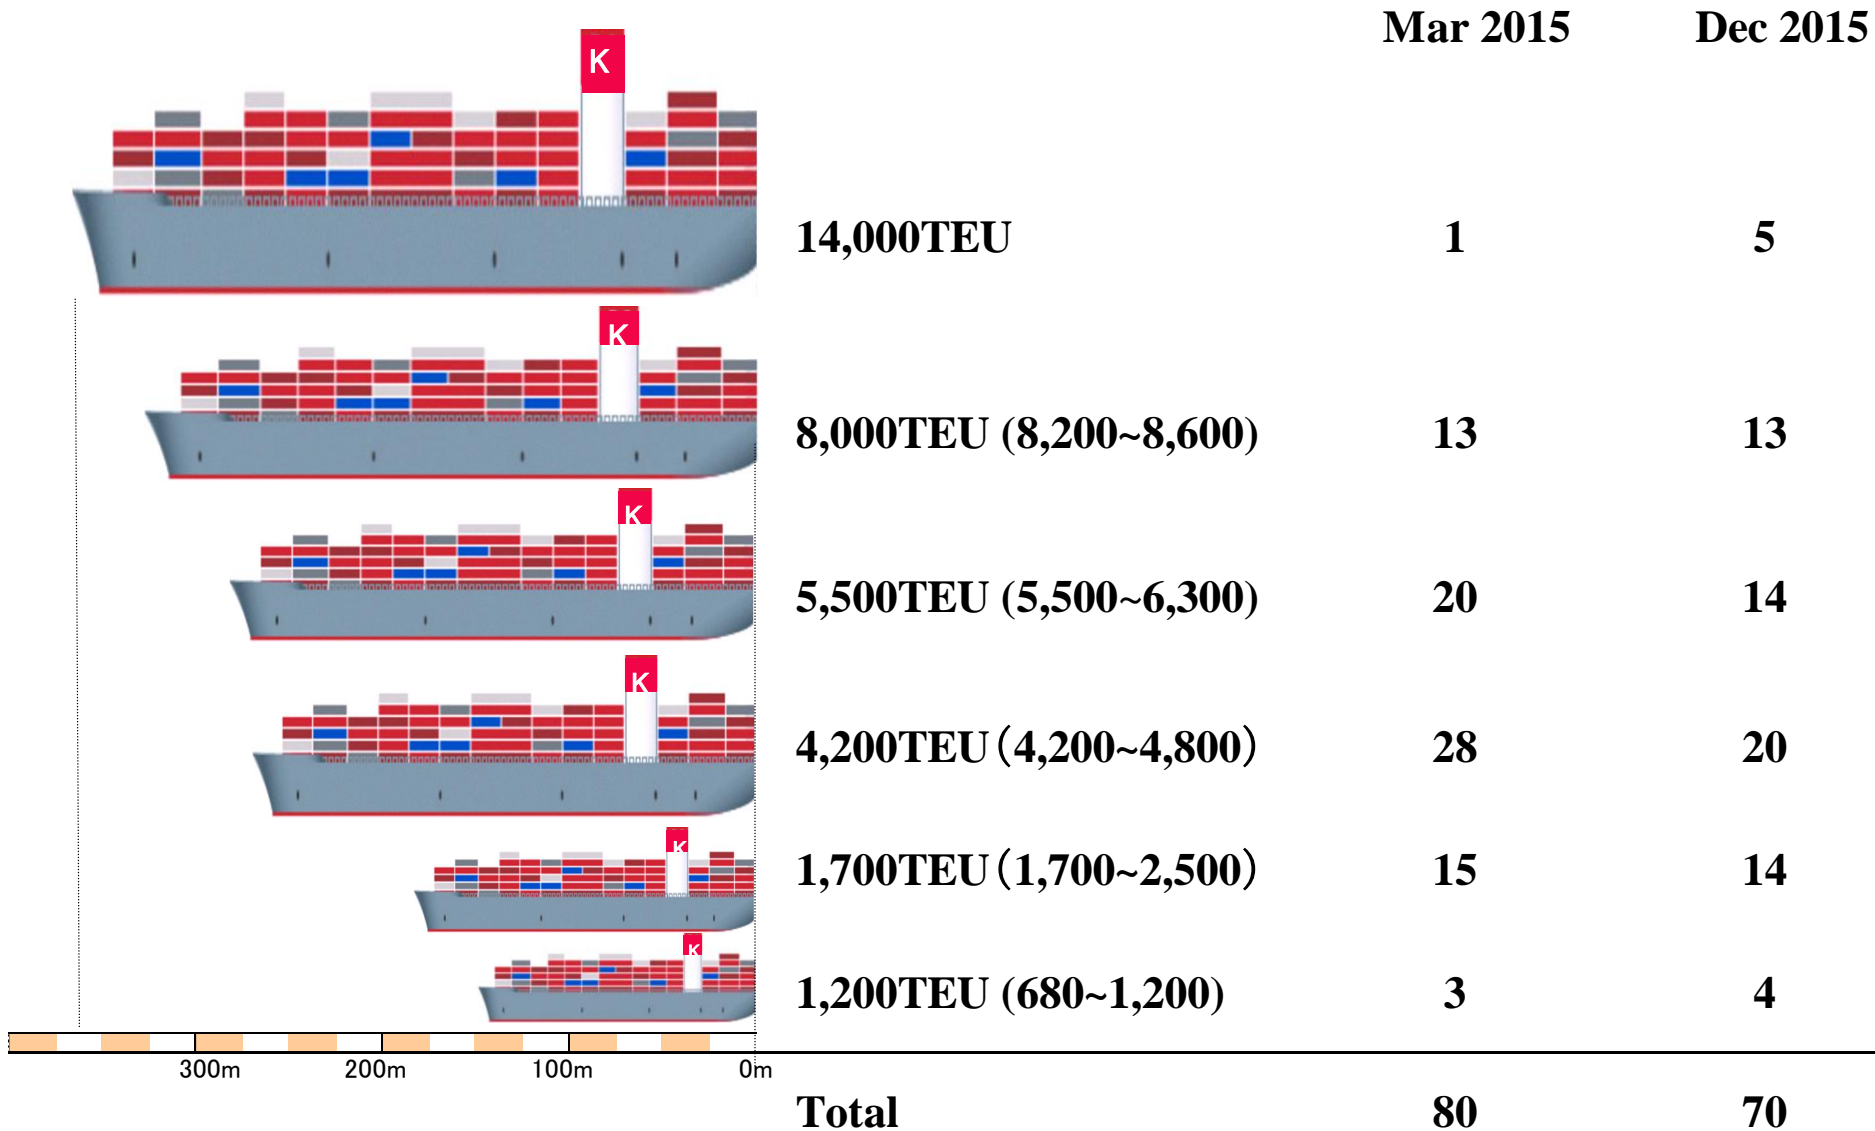 Mar 2015 Dec 2015
K
14,000TEU 1 5
K
8,000TEU (8,200~8,600) 13 13
K
5,500TEU (5,500~6,300) 20 14
K
4,200TEU（4,200~4,800） 28 20
K
1,700TEU（1,700~2,500） 15 14
K
1,200TEU (680~1,200) 3 4
300m 200m 100m 0m
Total 80 70